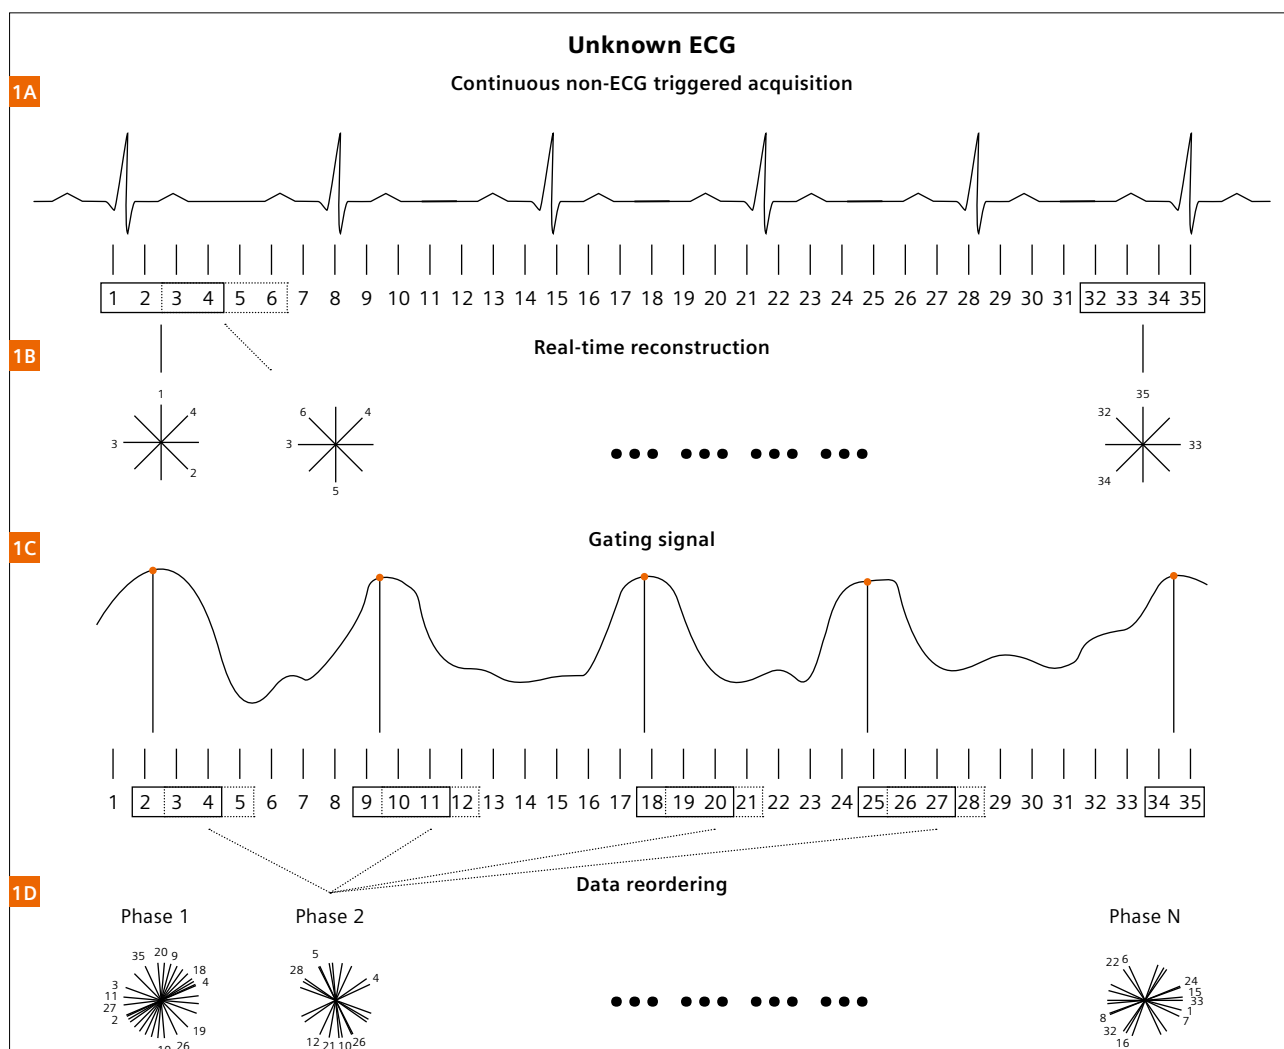 Unknown ECG
1A
Continuous non-ECG triggered acquisition
1 2 3 4 5 6 7 8 9 10 11 12 13 14 15 16 17 18 19 20 21 22 23 24 25 26 27 28 29 30 31 32 33 34 35
1B
Real-time reconstruction
1
4
3
2
6 4
3
5
35
32
33
34
1C
Gating signal
1 2 3 4 5 6 7 8 9 10 11 12 13 14 15 16 17 18 19 20 21 22 23 24 25 26 27 28 29 30 31 32 33 34 35
1D
Data reordering
Phase 1 Phase 2 Phase N
35 20 9
18
3 4
11
27
2
19
10 26
5
28
4
12 21 10 26
22 6
24
15
33
1
8 7
32
16